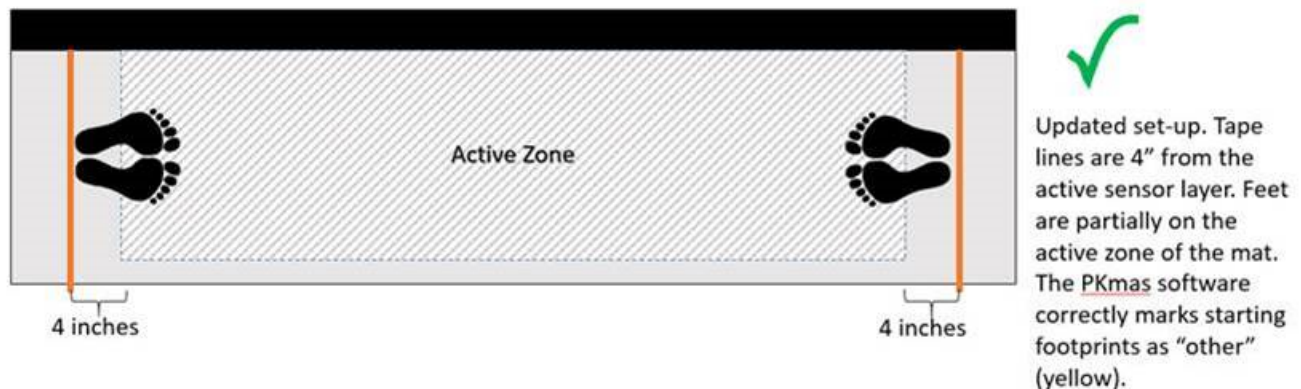 Active Zone
4 inches
4 inches
Updated set-up. Tape
lines are 4” from the
active sensor layer. Feet
are partially on the
active zone of the mat.
The PKmas software
correctly marks starting
footprints as “other”
(yellow).